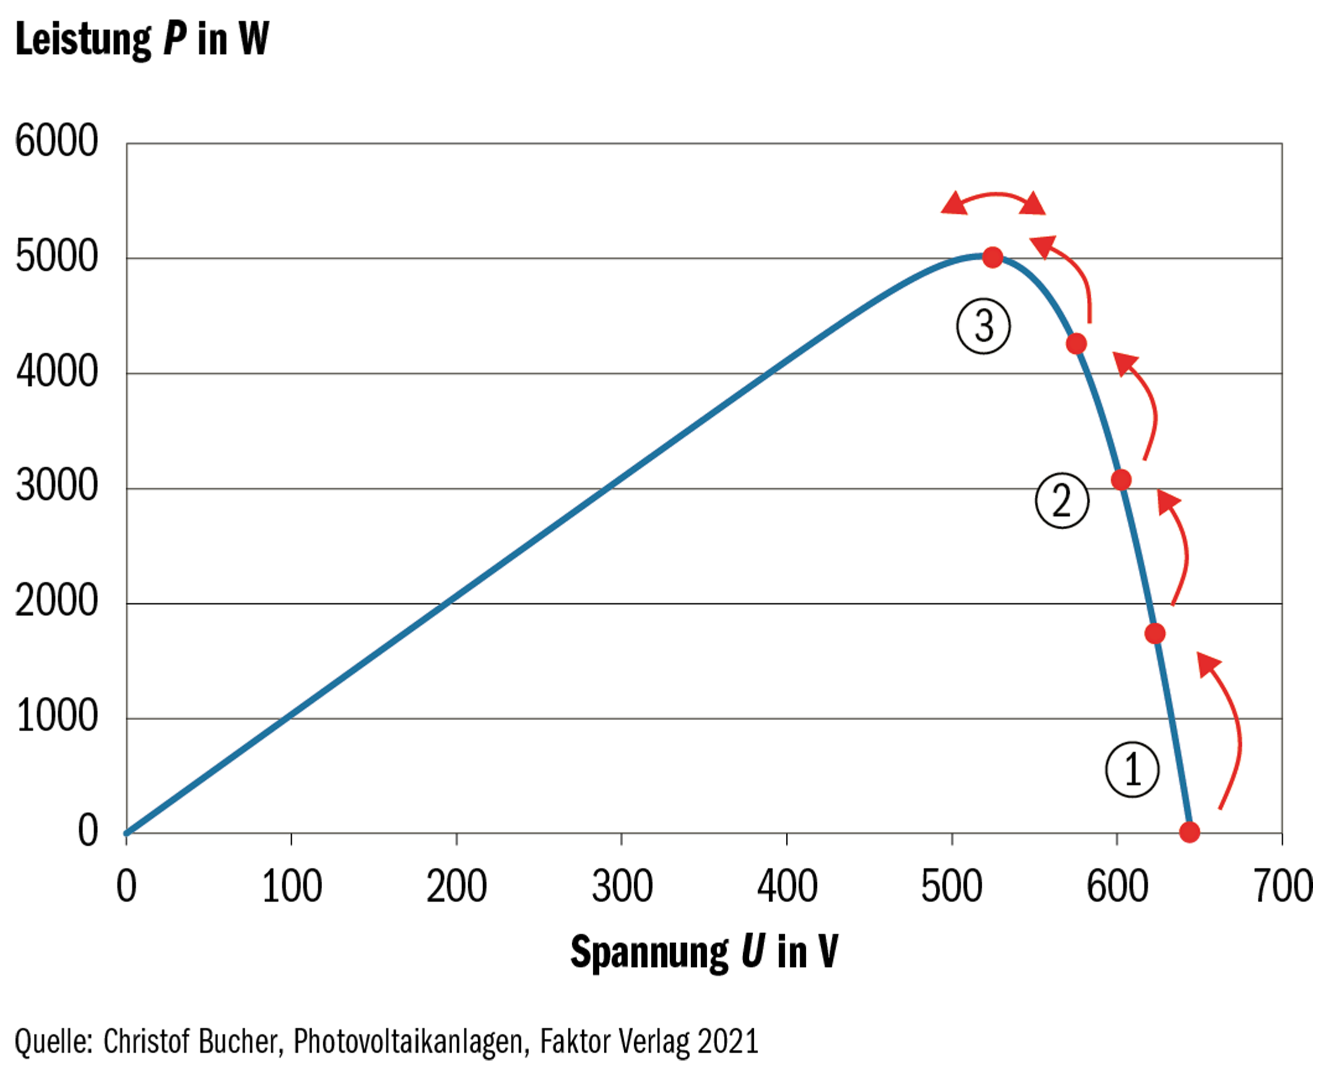 Leistung P in W
6000
5000
4000
3000
2000
1000
0
3
2
1
0 100 200 300 400 500 600 700
Spannung U in V
Quelle: Christof Bucher, Photovoltaikanlagen, Faktor Verlag 2021